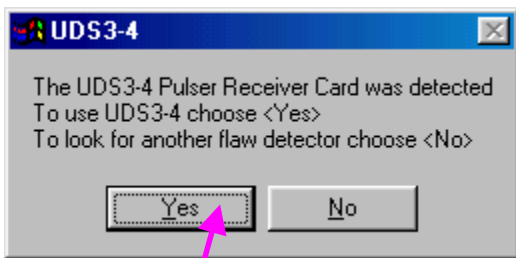 UDS3-4
The UDS3-4 Pulser Receiver Card was detected
To use UDS3-4 choose <Yes>
To look for another flaw detector choose <No>
Yes No